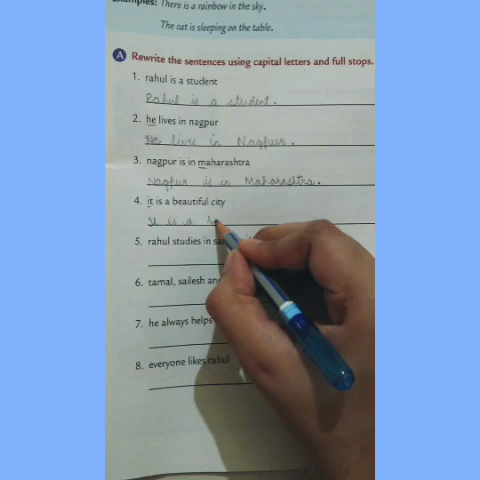 Examples: There is a rainbow in the sky.
The cat is sleeping on the table.
A Rewrite the sentences using capital letters and full stops.
1. rahul is a student
Rahul is a student.
2. he lives in nagpur
He lives in Nagpur.
3. nagpur is in maharashtra
Nagpur is in Maharashtra.
4. it is a beautiful city
It is a b
5. rahul studies in
6. tamal, sailesh
7. he always helps
8. everyone likes rahul